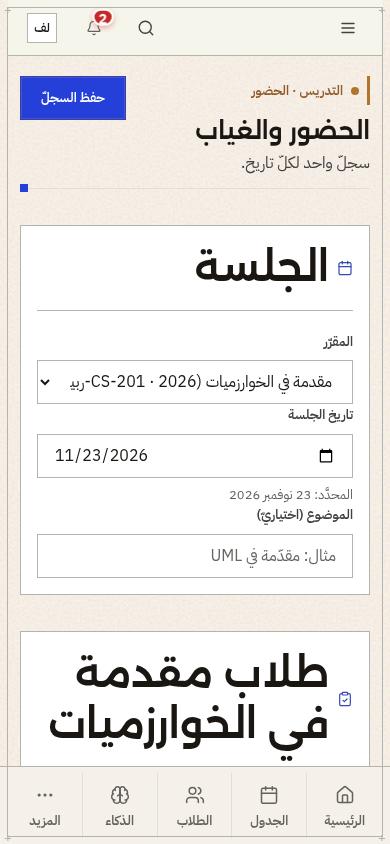 2
لف
التدريس · الحضور
الحضور والغياب
سجلّ واحد لكلّ تاريخ.
حفظ السجلّ
الجلسة
المقرّر
مقدمة في الخوارزميات (CS-201 · 2026-ربي
تاريخ الجلسة
11/23/2026
المحدَّد: 23 نوفمبر 2026
الموضوع (اختياريّ)
مثال: مقدّمة في UML
طلاب مقدمة
في الخوارزميات
الرئيسية
الجدول
الطلاب
الذكاء
المزيد